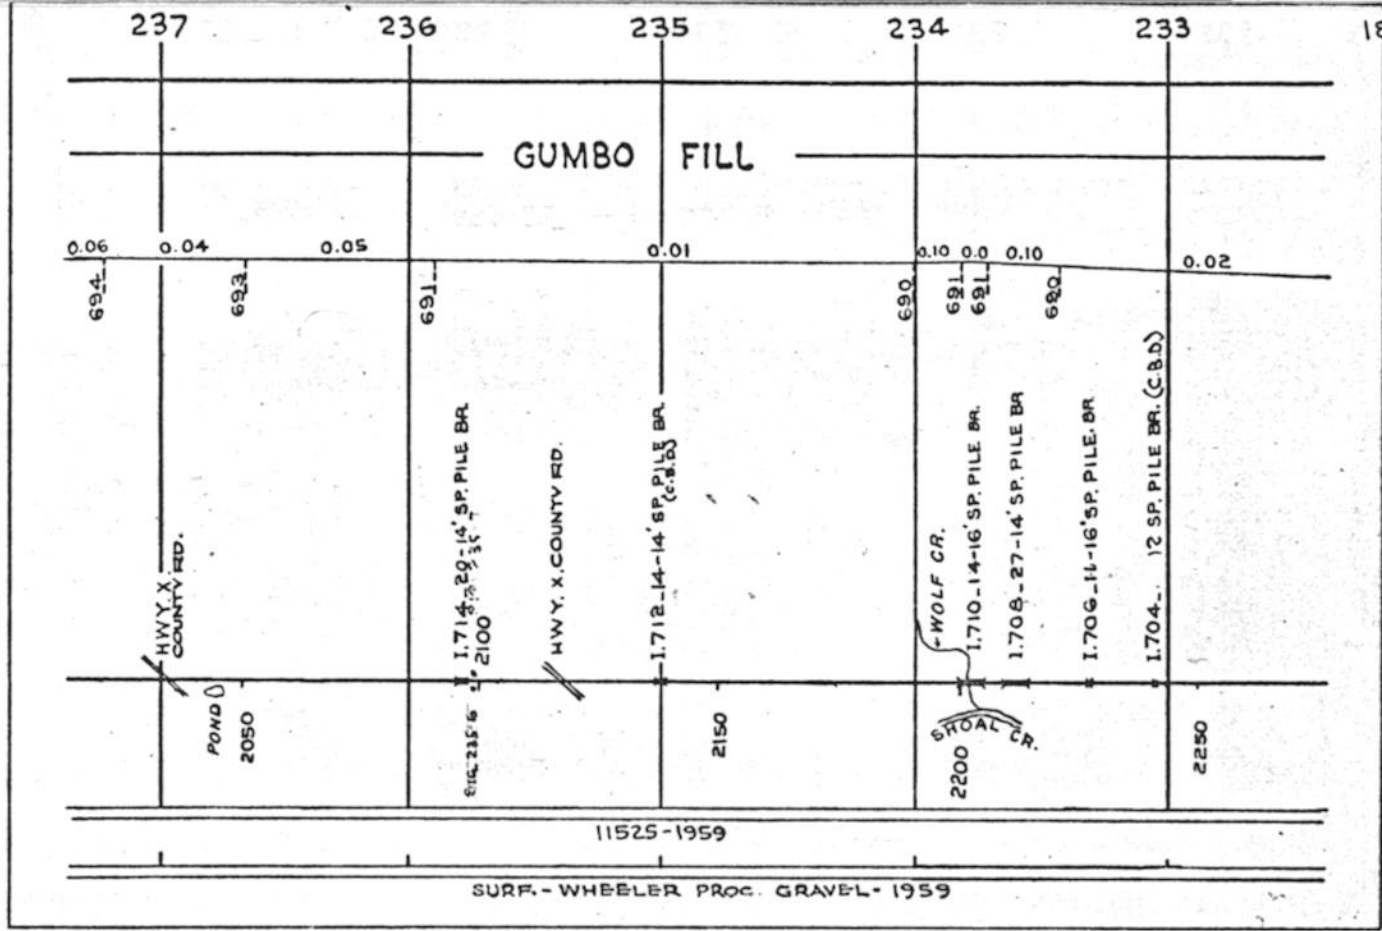 237 236 235 234 233 18
GUMBO FILL
0.06 0.04 0.05 0.01 0.10 0.0 0.10 0.02
694 693 691 690 691 691 690
HWY. X.
COUNTY RD.
I.714-20-14' SP. PILE BR.
2100
HWY. X. COUNTY RD.
I.712-14-14' SP. PILE BR.
(C.B.D)
WOLF CR.
I.710-14-16' SP. PILE BR.
I.708-27-14' SP. PILE BR
I.706-11-16' SP. PILE. BR
I.704- 12 SP. PILE BR. (C.B.D)
POND
2050
2150
SHOAL CR.
2200
2250
11525-1959
SURF.-WHEELER PROC. GRAVEL-1959